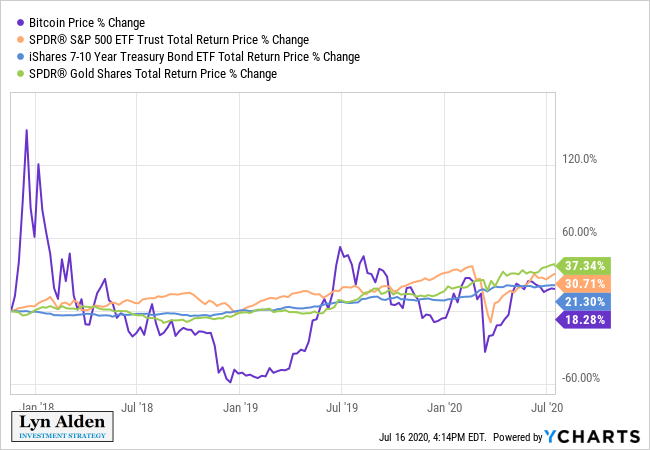 Bitcoin Price % Change
SPDR® S&P 500 ETF Trust Total Return Price % Change
iShares 7-10 Year Treasury Bond ETF Total Return Price % Change
SPDR® Gold Shares Total Return Price % Change
120.0%
60.00%
37.34%
30.71%
21.30%
18.28%
-60.00%
Jan '18
Jul '18
Jan '19
Jul '19
Jan '20
Jul '20
Lyn Alden
INVESTMENT STRATEGY
Jul 16 2020, 4:14PM EDT. Powered by YCHARTS